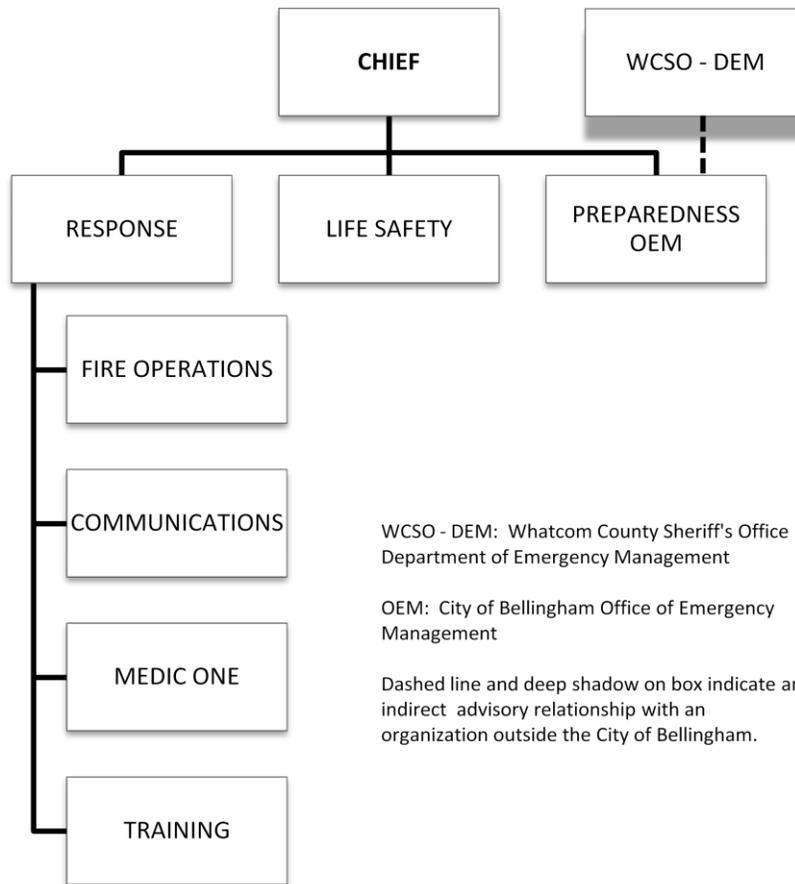 CHIEF
WCSO - DEM
RESPONSE
LIFE SAFETY
PREPAREDNESS
OEM
FIRE OPERATIONS
COMMUNICATIONS
MEDIC ONE
TRAINING
WCSO - DEM: Whatcom County Sheriff's Office
Department of Emergency Management
OEM: City of Bellingham Office of Emergency
Management
Dashed line and deep shadow on box indicate an
indirect advisory relationship with an
organization outside the City of Bellingham.